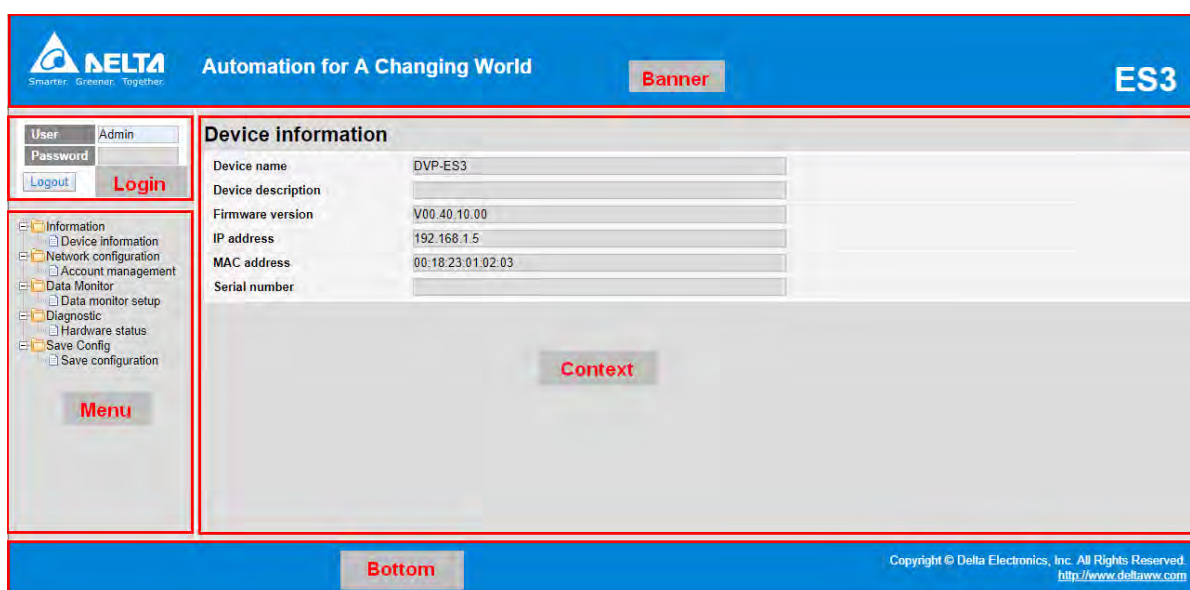 DELTA
Smarter. Greener. Together.
Automation for A Changing World
Banner
ES3
User Admin
Password
Logout
Login
Information
Device information
Network configuration
Account management
Data Monitor
Data monitor setup
Diagnostic
Hardware status
Save Config
Save configuration
Menu
Device information
Device name DVP-ES3
Device description
Firmware version V00.40.10.00
IP address 192.168.1.5
MAC address 00:18:23:01:02:03
Serial number
Context
Bottom
Copyright © Delta Electronics, Inc. All Rights Reserved.
http://www.deltaww.com